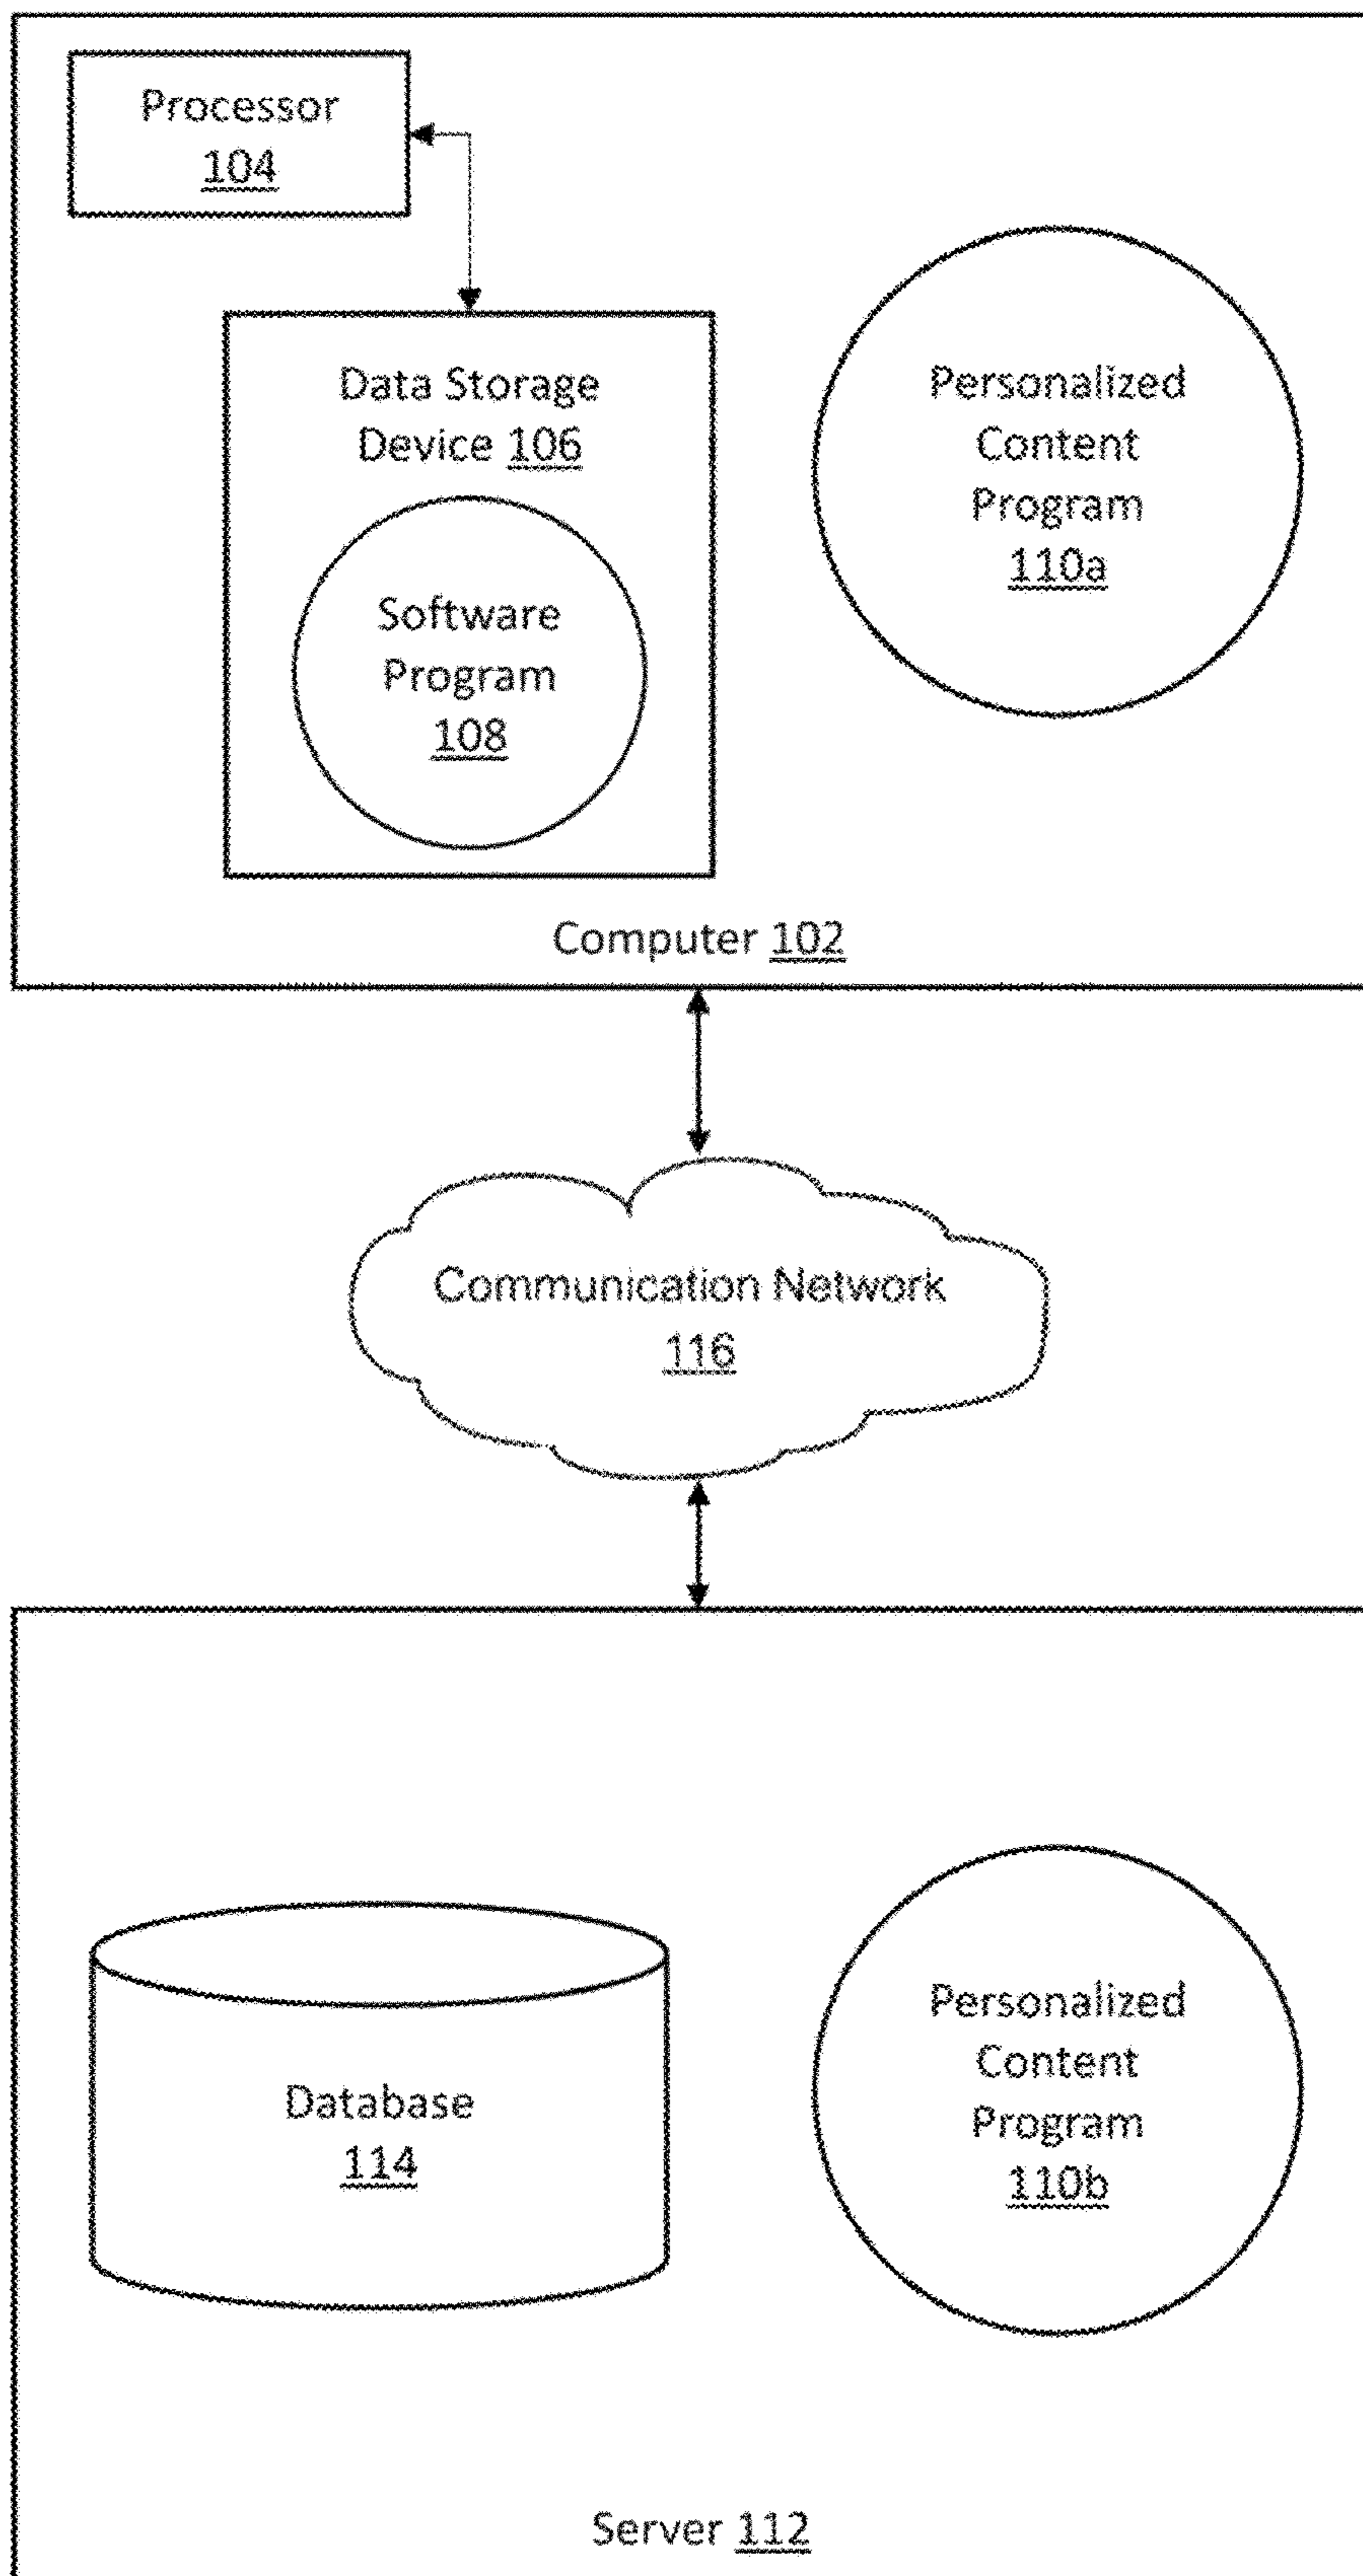 Processor
104
Data Storage
Device 106
Software
Program
108
Personalized
Content
Program
110a
Computer 102
Communication Network
116
Database
114
Personalized
Content
Program
110b
Server 112